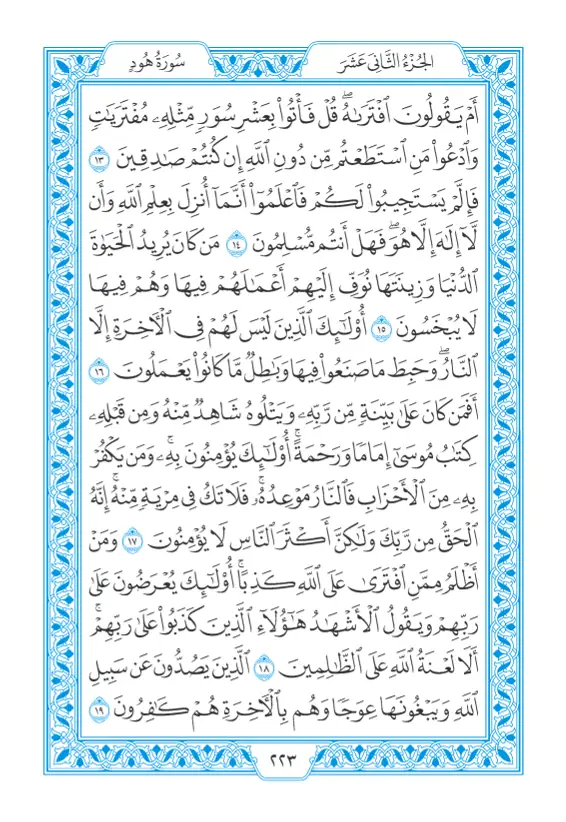 الجُزْءُ الثَّانِي عَشَرَ
سُورَةُ هُودٍ
أَمْ يَقُولُونَ ٱفْتَرَىٰهُۖ قُلْ فَأْتُوا۟ بِعَشْرِ سُوَرٍ مِّثْلِهِۦ مُفْتَرَيَٰتٍ
وَٱدْعُوا۟ مَنِ ٱسْتَطَعْتُم مِّن دُونِ ٱللَّهِ إِن كُنتُمْ صَٰدِقِينَ ١٣
فَإِلَّمْ يَسْتَجِيبُوا۟ لَكُمْ فَٱعْلَمُوٓا۟ أَنَّمَآ أُنزِلَ بِعِلْمِ ٱللَّهِ وَأَن
لَّآ إِلَٰهَ إِلَّا هُوَۖ فَهَلْ أَنتُم مُّسْلِمُونَ ١٤ مَن كَانَ يُرِيدُ ٱلْحَيَوٰةَ
ٱلدُّنْيَا وَزِينَتَهَا نُوَفِّ إِلَيْهِمْ أَعْمَٰلَهُمْ فِيهَا وَهُمْ فِيهَا
لَا يُبْخَسُونَ ١٥ أُو۟لَٰٓئِكَ ٱلَّذِينَ لَيْسَ لَهُمْ فِى ٱلْءَاخِرَةِ إِلَّا
ٱلنَّارُۖ وَحَبِطَ مَا صَنَعُوا۟ فِيهَا وَبَٰطِلٌ مَّا كَانُوا۟ يَعْمَلُونَ ١٦
أَفَمَن كَانَ عَلَىٰ بَيِّنَةٍ مِّن رَّبِّهِۦ وَيَتْلُوهُ شَاهِدٌ مِّنْهُ وَمِن قَبْلِهِۦ
كِتَٰبُ مُوسَىٰٓ إِمَامًا وَرَحْمَةًۚ أُو۟لَٰٓئِكَ يُؤْمِنُونَ بِهِۦۚ وَمَن يَكْفُرْ
بِهِۦ مِنَ ٱلْأَحْزَابِ فَٱلنَّارُ مَوْعِدُهُۥۚ فَلَا تَكُ فِى مِرْيَةٍ مِّنْهُۚ إِنَّهُ
ٱلْحَقُّ مِن رَّبِّكَ وَلَٰكِنَّ أَكْثَرَ ٱلنَّاسِ لَا يُؤْمِنُونَ ١٧ وَمَنْ
أَظْلَمُ مِمَّنِ ٱفْتَرَىٰ عَلَى ٱللَّهِ كَذِبًاۚ أُو۟لَٰٓئِكَ يُعْرَضُونَ عَلَىٰ
رَبِّهِمْ وَيَقُولُ ٱلْأَشْهَٰدُ هَٰٓؤُلَآءِ ٱلَّذِينَ كَذَبُوا۟ عَلَىٰ رَبِّهِمْۚ
أَلَا لَعْنَةُ ٱللَّهِ عَلَى ٱلظَّٰلِمِينَ ١٨ ٱلَّذِينَ يَصُدُّونَ عَن سَبِيلِ
ٱللَّهِ وَيَبْغُونَهَا عِوَجًا وَهُم بِٱلْءَاخِرَةِ هُمْ كَٰفِرُونَ ١٩
٢٢٣